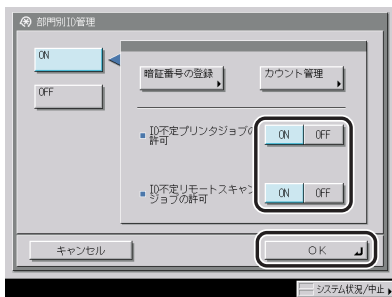 部門別ID管理
ON
OFF
暗証番号の登録
カウント管理
ID不定プリンタジョブの
許可
ON OFF
ID不定リモートスキャン
ジョブの許可
ON OFF
キャンセル
OK
システム状況/中止